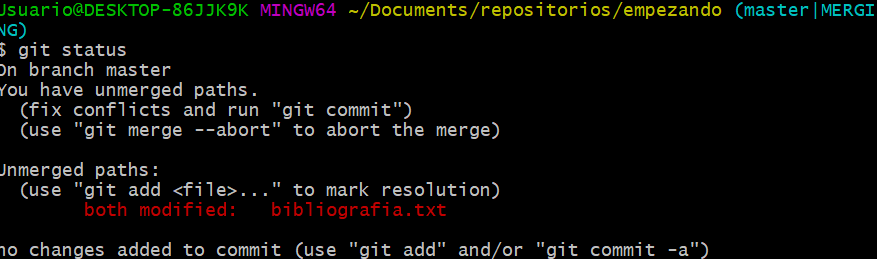 Usuario@DESKTOP-86JJK9K MINGW64 ~/Documents/repositorios/empezando (master|MERGI
NG)
$ git status
On branch master
You have unmerged paths.
  (fix conflicts and run "git commit")
  (use "git merge --abort" to abort the merge)

Unmerged paths:
  (use "git add <file>..." to mark resolution)
        both modified:   bibliografia.txt

no changes added to commit (use "git add" and/or "git commit -a")